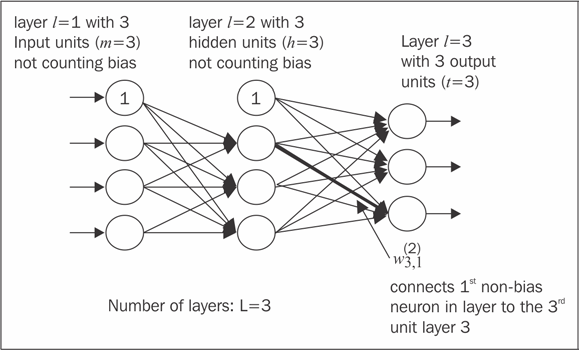 layer l=1 with 3
Input units (m=3)
not counting bias
layer l=2 with 3
hidden units (h=3)
not counting bias
Layer l=3
with 3 output
units (t=3)
1
1
w_{3,1}^{(2)}
connects 1st non-bias
neuron in layer to the 3rd
unit layer 3
Number of layers: L=3